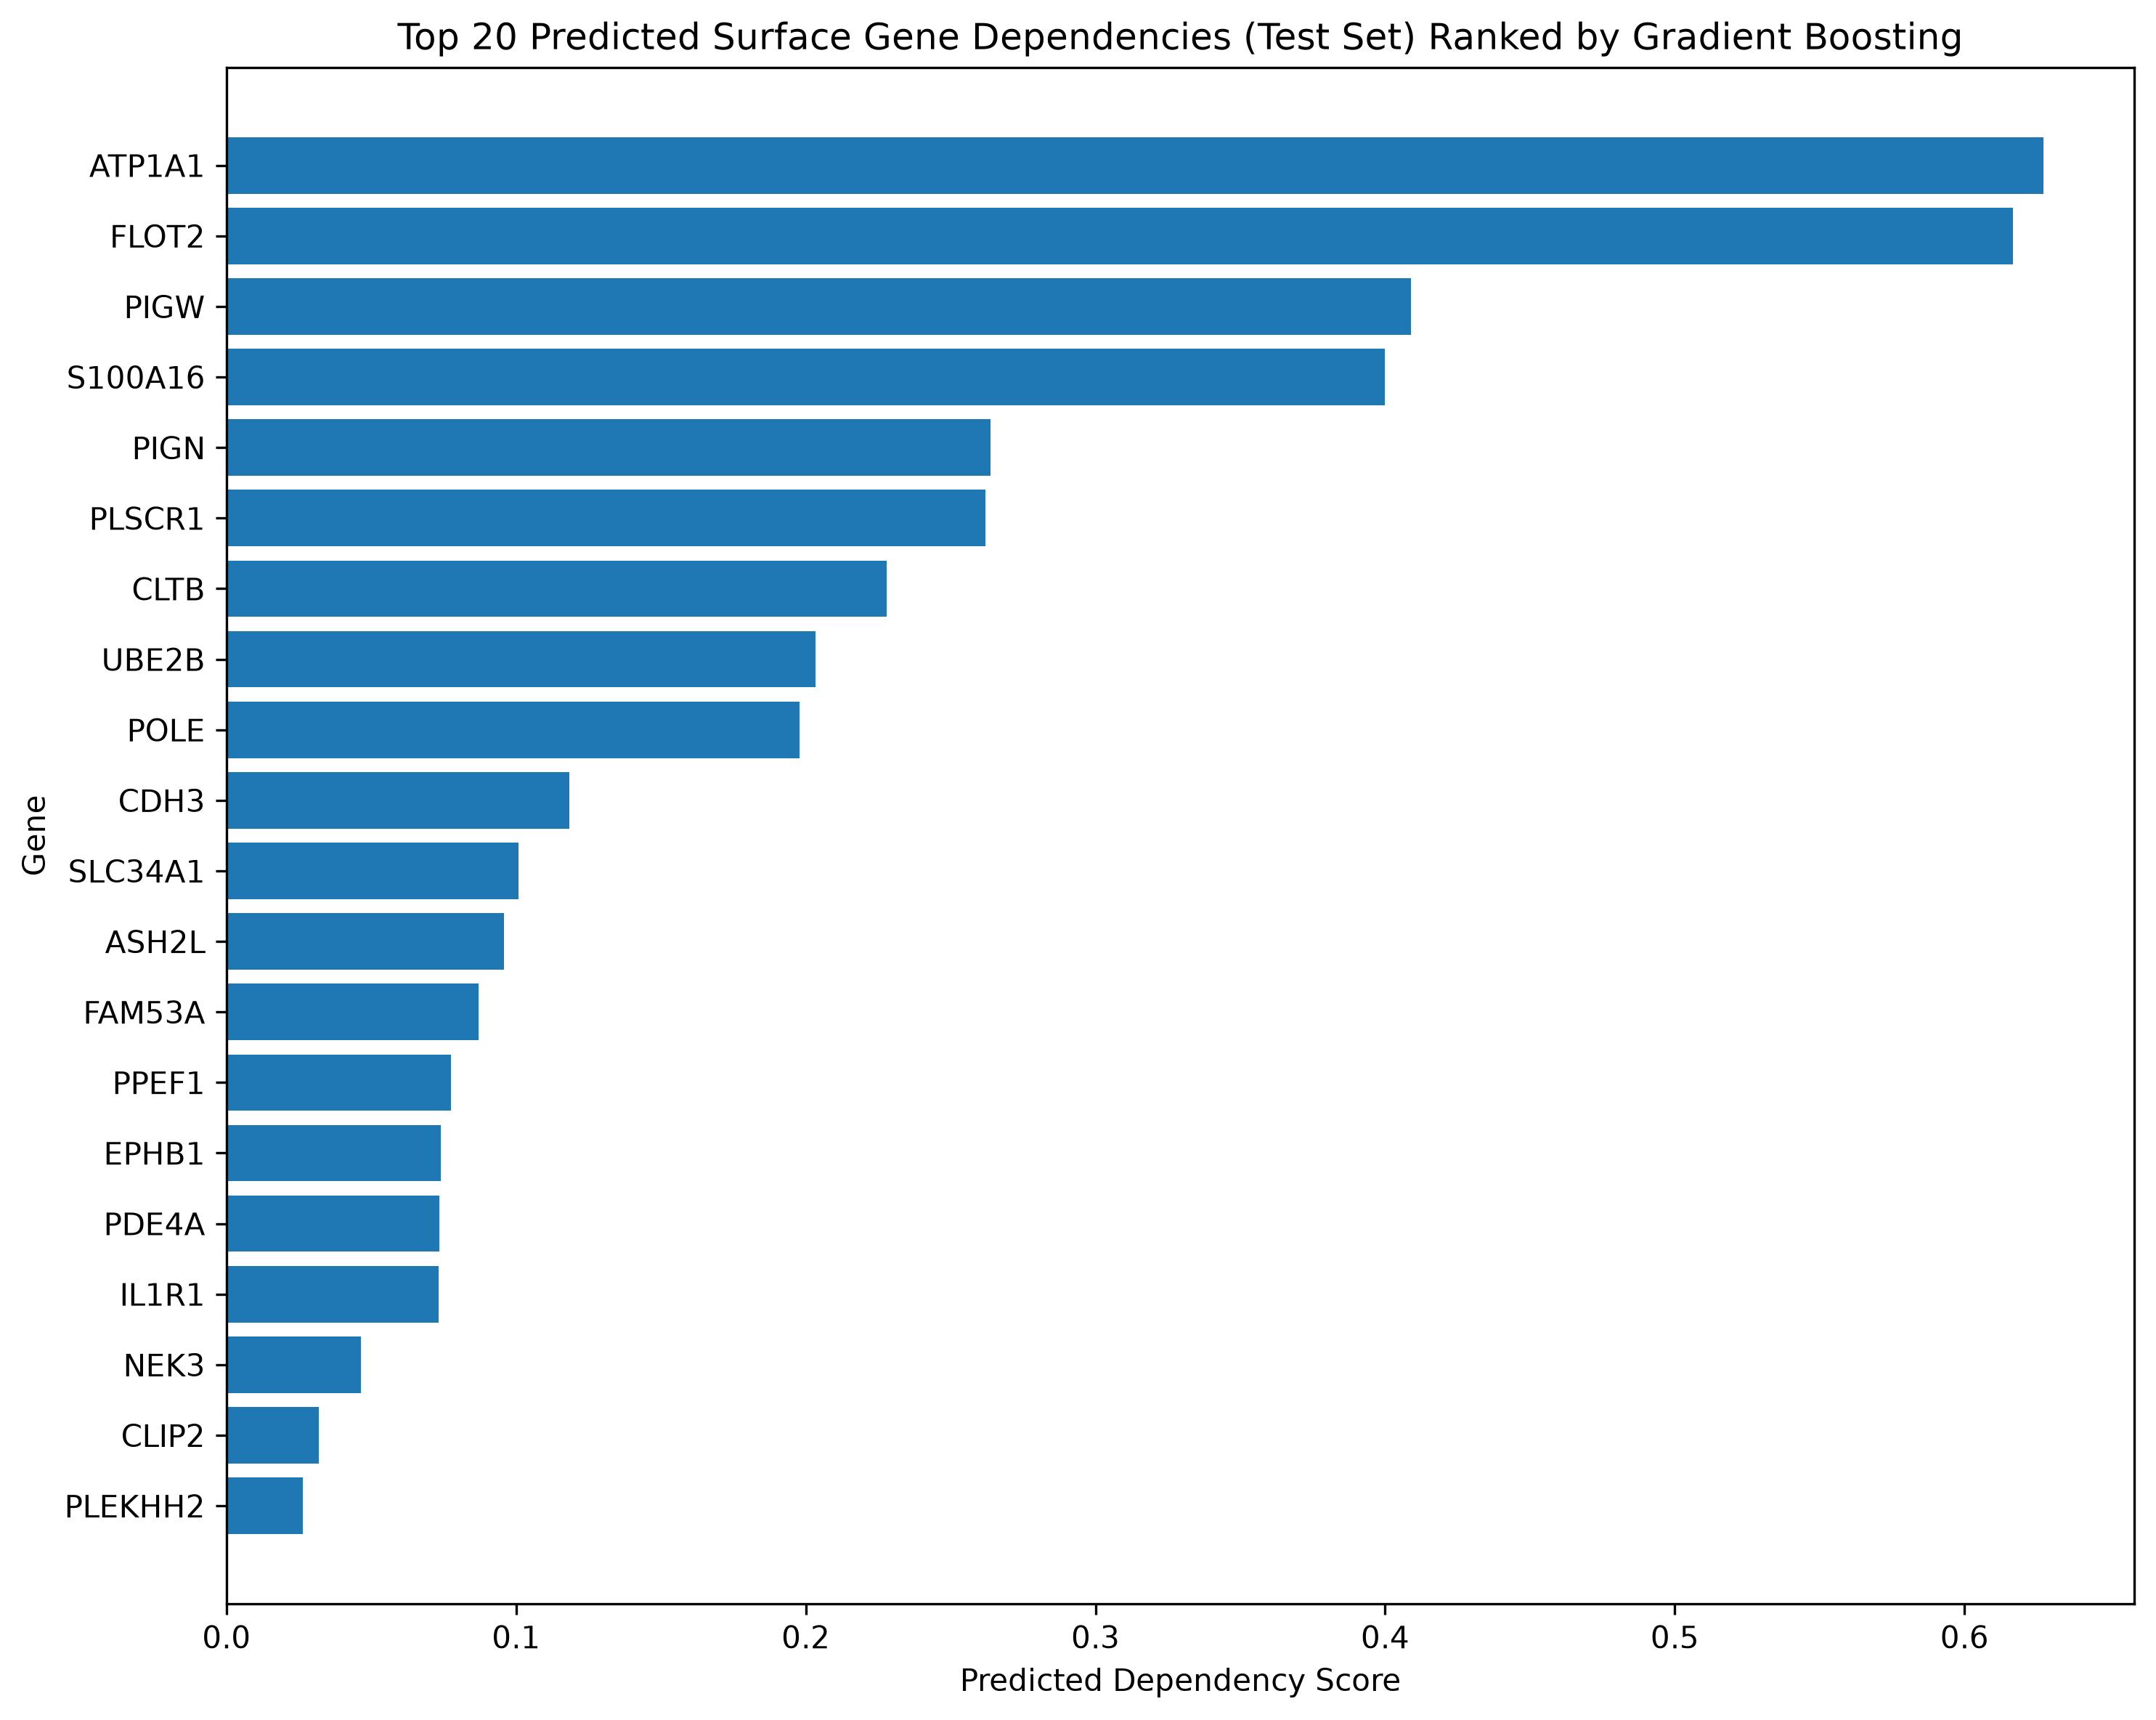 Top 20 Predicted Surface Gene Dependencies (Test Set) Ranked by Gradient Boosting
ATP1A1
FLOT2
PIGW
S100A16
PIGN
PLSCR1
CLTB
UBE2B
POLE
CDH3
SLC34A1
ASH2L
FAM53A
PPEF1
EPHB1
PDE4A
IL1R1
NEK3
CLIP2
PLEKHH2
Gene
0.0 0.1 0.2 0.3 0.4 0.5 0.6
Predicted Dependency Score